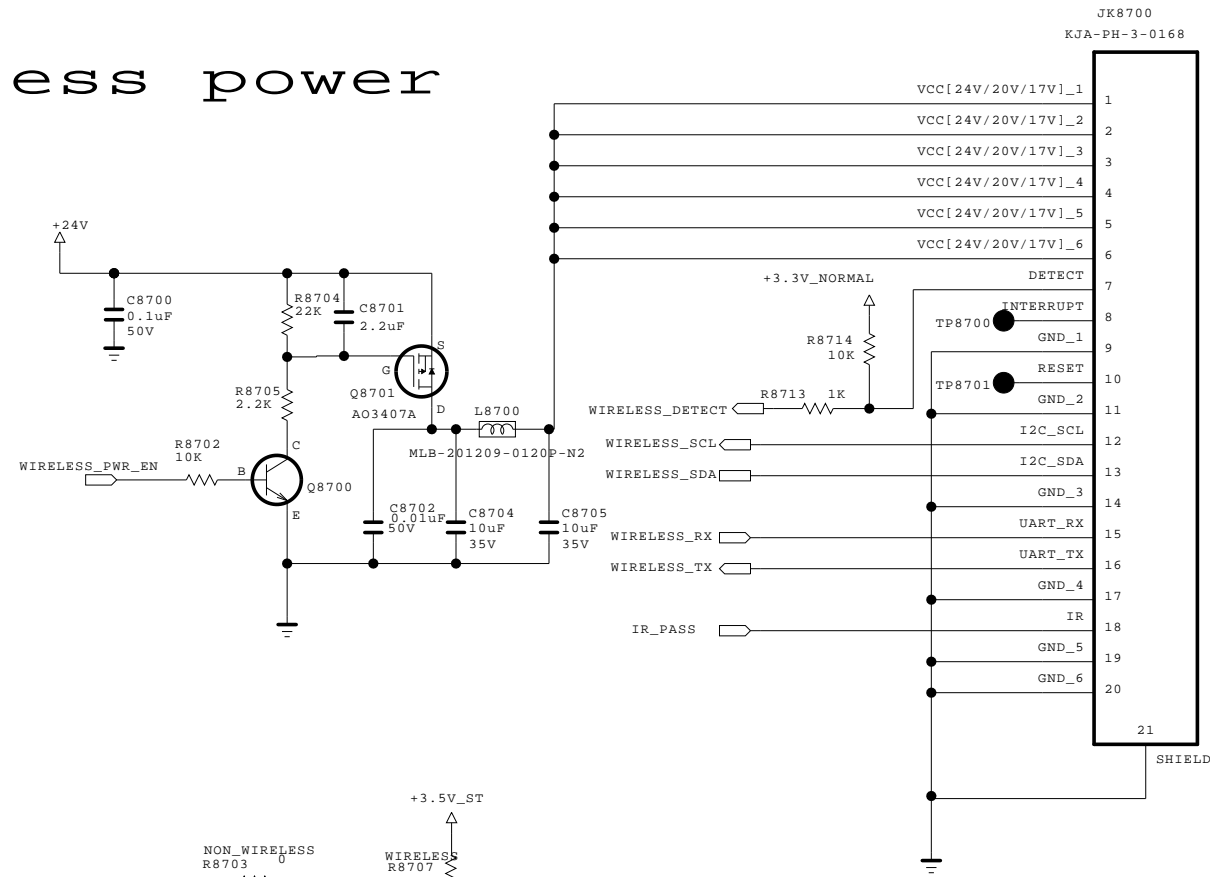 JK8700
KJA-PH-3-0168
ess power
VCC[24V/20V/17V]_1
1
VCC[24V/20V/17V]_2
2
VCC[24V/20V/17V]_3
3
VCC[24V/20V/17V]_4
4
VCC[24V/20V/17V]_5
5
VCC[24V/20V/17V]_6
6
DETECT
7
INTERRUPT
8
GND_1
9
RESET
10
GND_2
11
I2C_SCL
12
I2C_SDA
13
GND_3
14
UART_RX
15
UART_TX
16
GND_4
17
IR
18
GND_5
19
GND_6
20
21
SHIELD
+24V
C8700
0.1uF
50V
R8704
22K
C8701
2.2uF
S
G
Q8701
AO3407A
D
R8705
2.2K
R8702
10K
WIRELESS_PWR_EN
B
C
Q8700
E
L8700
MLB-201209-0120P-N2
C8702
0.01uF
50V
C8704
10uF
35V
C8705
10uF
35V
+3.3V_NORMAL
TP8700
R8714
10K
TP8701
R8713 1K
WIRELESS_DETECT
WIRELESS_SCL
WIRELESS_SDA
WIRELESS_RX
WIRELESS_TX
IR_PASS
+3.5V_ST
NON_WIRELESS
R8703 0
WIRELESS
R8707